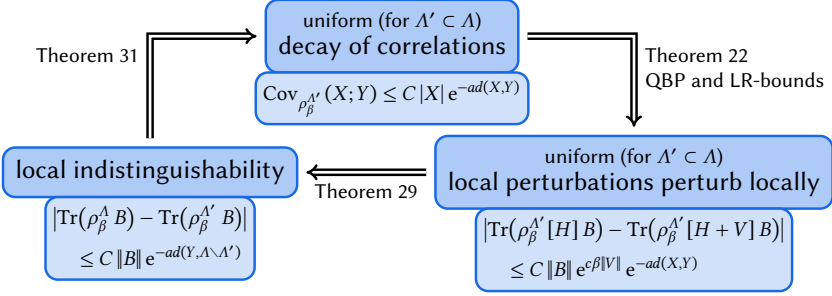 uniform (for Λ′ ⊂ Λ)
decay of correlations
Cov_{ρ_β^{Λ′}}(X; Y) ≤ C |X| e^{−ad(X,Y)}
Theorem 31
Theorem 22
QBP and LR-bounds
local indistinguishability
|Tr(ρ_β^Λ B) − Tr(ρ_β^{Λ′} B)|
≤ C ‖B‖ e^{−ad(Y,Λ∖Λ′)}
Theorem 29
uniform (for Λ′ ⊂ Λ)
local perturbations perturb locally
|Tr(ρ_β^{Λ′}[H] B) − Tr(ρ_β^{Λ′}[H + V] B)|
≤ C ‖B‖ e^{cβ‖V‖} e^{−ad(X,Y)}